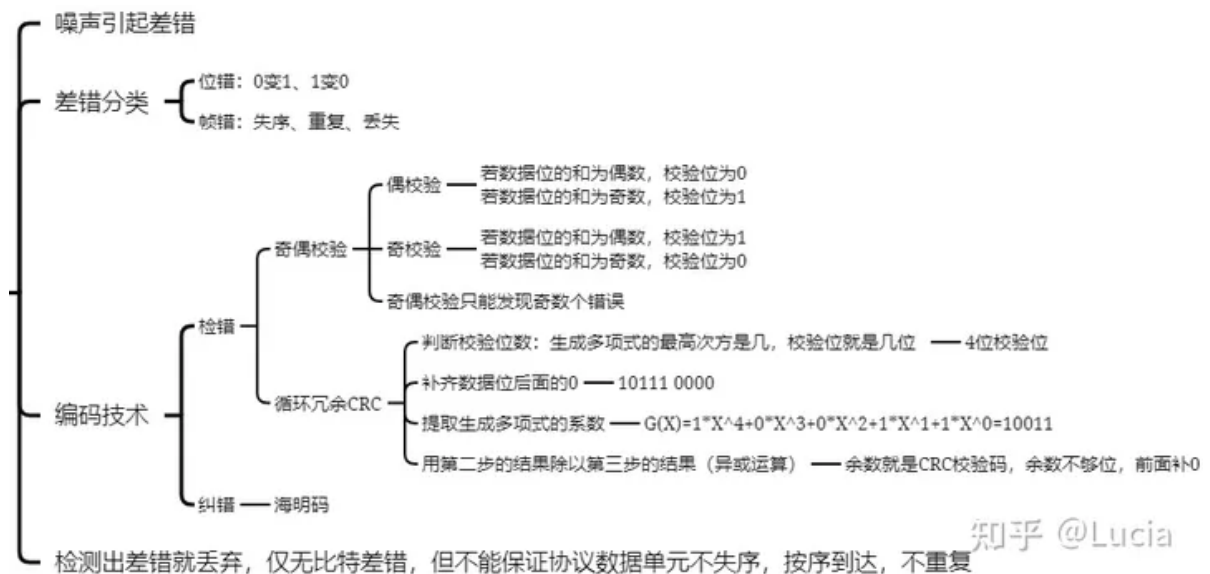 噪声引起差错
差错分类
位错：0变1、1变0
帧错：失序、重复、丢失
编码技术
检错
奇偶校验
偶校验
若数据位的和为偶数，校验位为0
若数据位的和为奇数，校验位为1
奇校验
若数据位的和为偶数，校验位为1
若数据位的和为奇数，校验位为0
奇偶校验只能发现奇数个错误
循环冗余CRC
判断校验位数：生成多项式的最高次方是几，校验位就是几位
4位校验位
补齐数据位后面的0
10111 0000
提取生成多项式的系数
G(X)=1*X^4+0*X^3+0*X^2+1*X^1+1*X^0=10011
用第二步的结果除以第三步的结果（异或运算）
余数就是CRC校验码，余数不够位，前面补0
纠错
海明码
检测出差错就丢弃，仅无比特差错，但不能保证协议数据单元不失序，按序到达，不重复
知乎 @Lucia